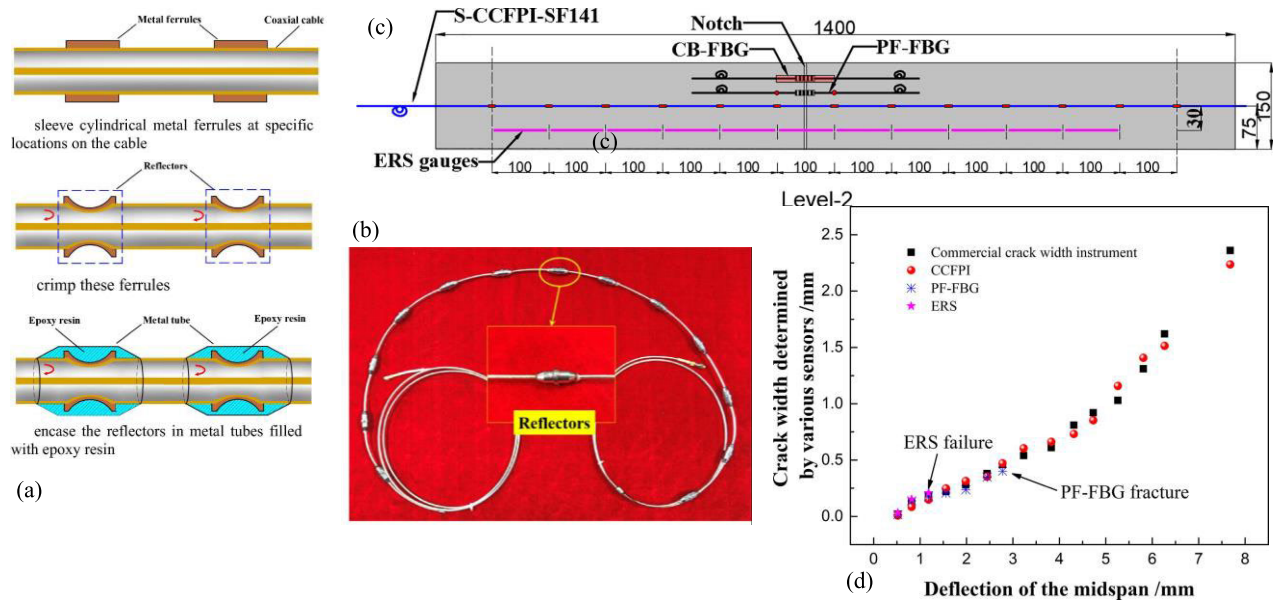 Metal ferrules
Coaxial cable
sleeve cylindrical metal ferrules at specific
locations on the cable
Reflectors
crimp these ferrules
Epoxy resin
Metal tube
Epoxy resin
encase the reflectors in metal tubes filled
with epoxy resin
(a)
(c)
S-CCFPI-SF141
Notch
1400
CB-FBG
PF-FBG
ERS gauges
(c)
100 100 100 100 100 100 100 100 100 100 100 100
30
75
150
Level-2
(b)
Reflectors
Crack width determined
by various sensors /mm
2.5
2.0
1.5
1.0
0.5
0.0
Commercial crack width instrument
CCFPI
PF-FBG
ERS
ERS failure
PF-FBG fracture
0 1 2 3 4 5 6 7 8
(d)
Deflection of the midspan /mm